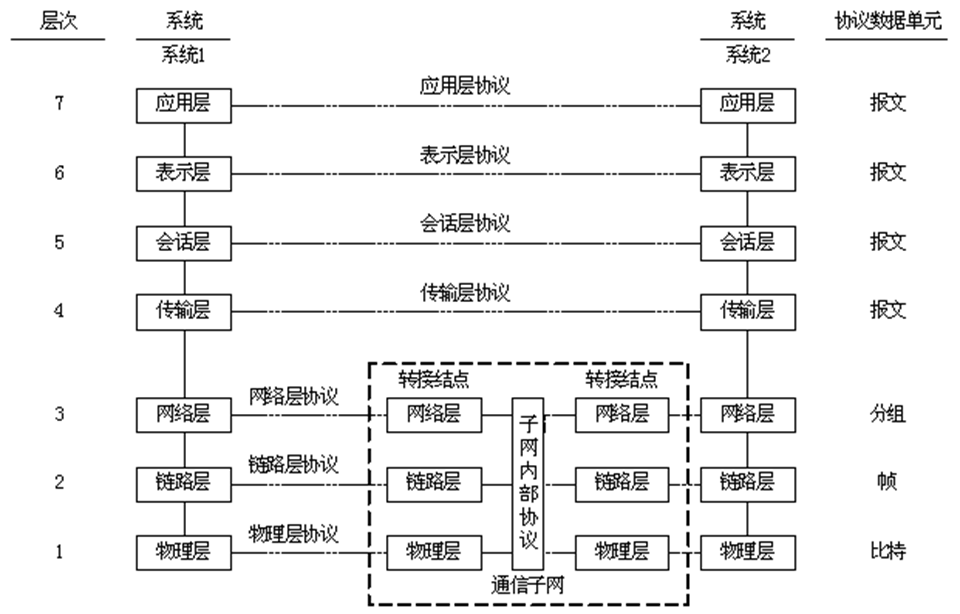 层次 系统 系统 协议数据单元
系统1 系统2
应用层协议
7 应用层 应用层 报文
表示层协议
6 表示层 表示层 报文
会话层协议
5 会话层 会话层 报文
传输层协议
4 传输层 传输层 报文
转接结点 转接结点
网络层协议
3 网络层 网络层 网络层 网络层 分组
链路层协议
2 链路层 链路层 链路层 链路层 帧
子网内部协议
物理层协议
1 物理层 物理层 物理层 物理层 比特
通信子网